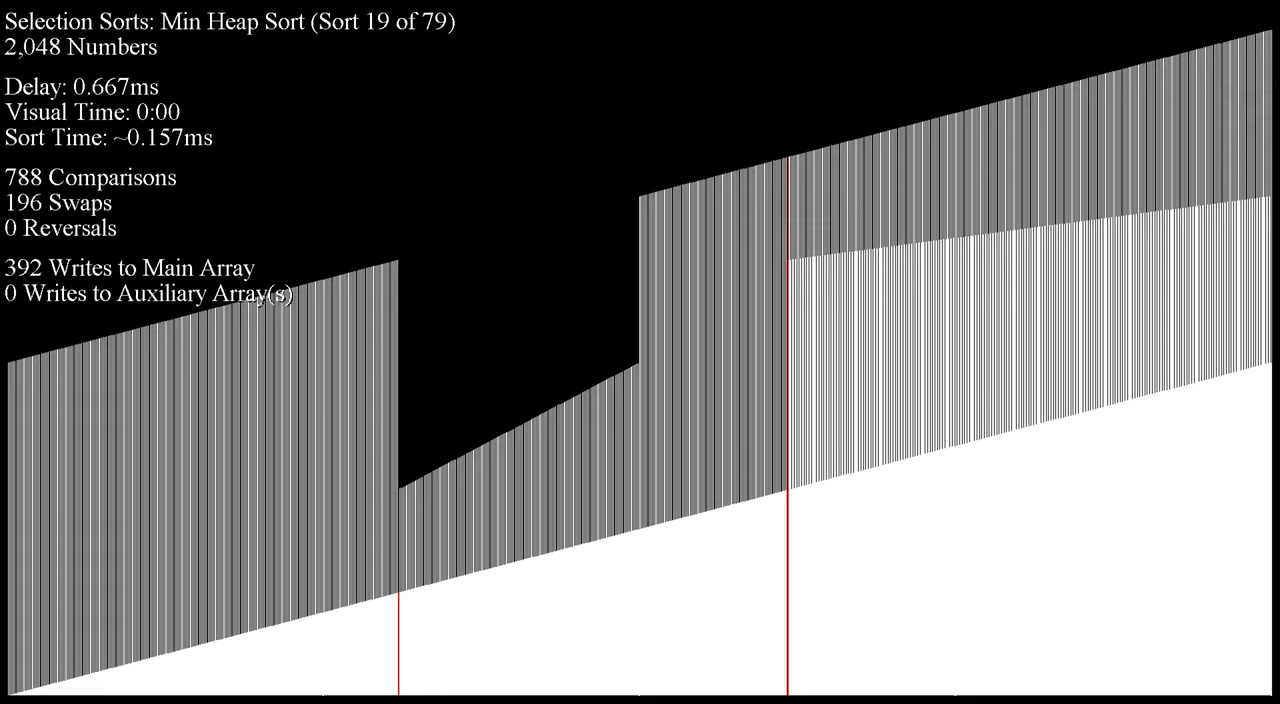 Selection Sorts: Min Heap Sort (Sort 19 of 79)
2,048 Numbers
Delay: 0.667ms
Visual Time: 0:00
Sort Time: ~0.157ms
788 Comparisons
196 Swaps
0 Reversals
392 Writes to Main Array
0 Writes to Auxiliary Array(s)